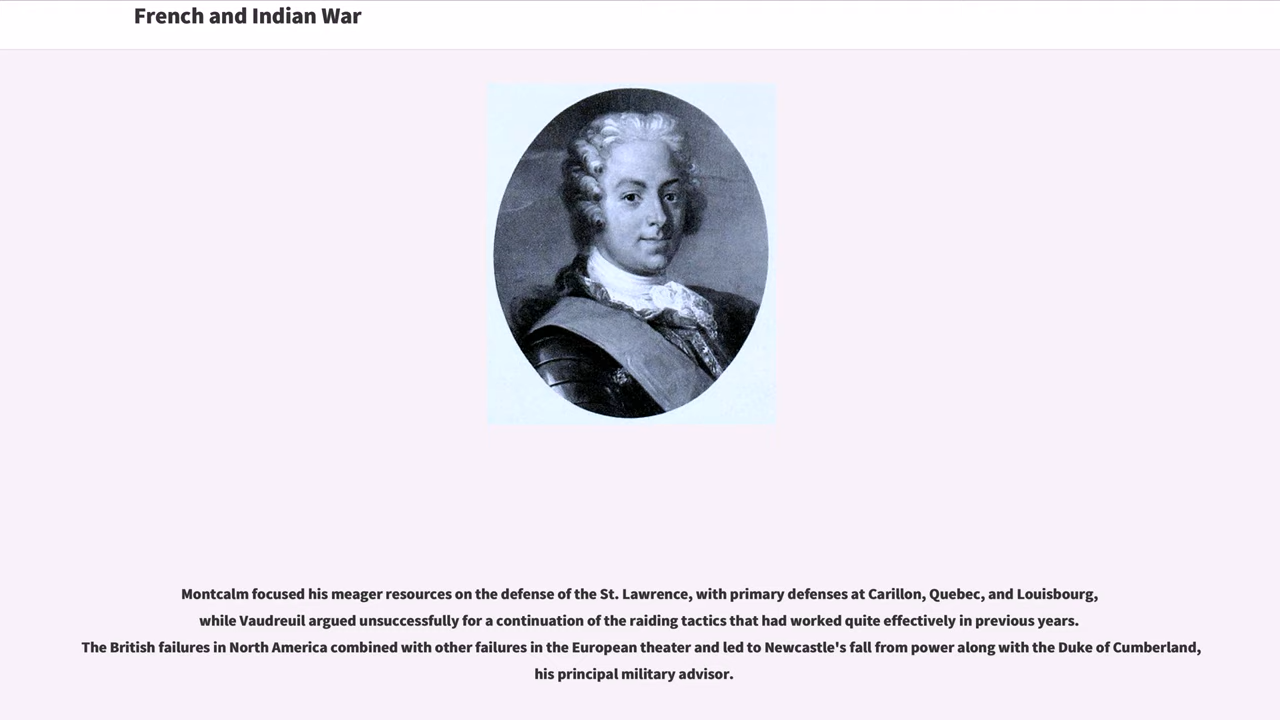 French and Indian War
Montcalm focused his meager resources on the defense of the St. Lawrence, with primary defenses at Carillon, Quebec, and Louisbourg,
while Vaudreuil argued unsuccessfully for a continuation of the raiding tactics that had worked quite effectively in previous years.
The British failures in North America combined with other failures in the European theater and led to Newcastle's fall from power along with the Duke of Cumberland,
his principal military advisor.